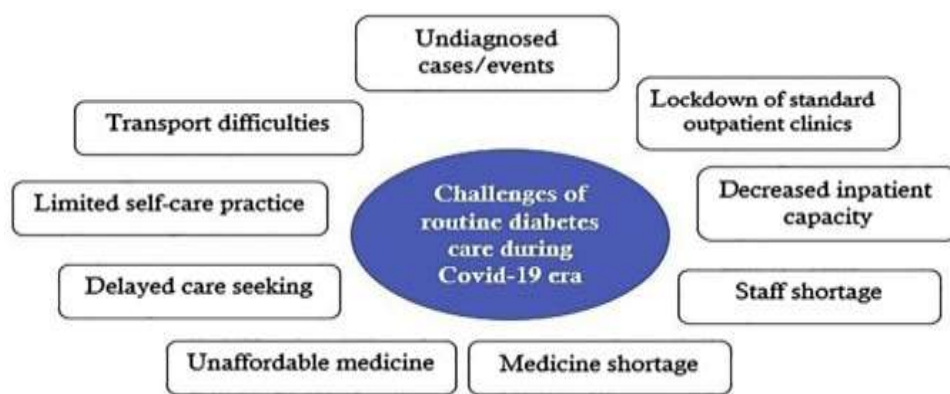 Undiagnosed
cases/events
Lockdown of standard
outpatient clinics
Transport difficulties
Challenges of
routine diabetes
care during
Covid-19 era
Decreased inpatient
capacity
Limited self-care practice
Delayed care seeking
Staff shortage
Unaffordable medicine
Medicine shortage